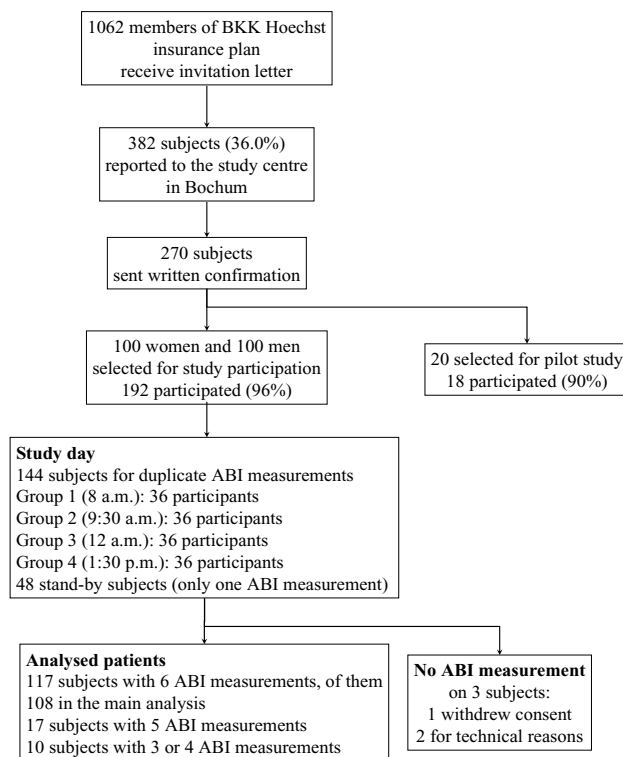 1062 members of BKK Hoechst
insurance plan
receive invitation letter
382 subjects (36.0%)
reported to the study centre
in Bochum
270 subjects
sent written confirmation
100 women and 100 men
selected for study participation
192 participated (96%)
20 selected for pilot study
18 participated (90%)
Study day
144 subjects for duplicate ABI measurements
Group 1 (8 a.m.): 36 participants
Group 2 (9:30 a.m.): 36 participants
Group 3 (12 a.m.): 36 participants
Group 4 (1:30 p.m.): 36 participants
48 stand-by subjects (only one ABI measurement)
Analysed patients
117 subjects with 6 ABI measurements, of them
108 in the main analysis
17 subjects with 5 ABI measurements
10 subjects with 3 or 4 ABI measurements
No ABI measurement
on 3 subjects:
1 withdrew consent
2 for technical reasons